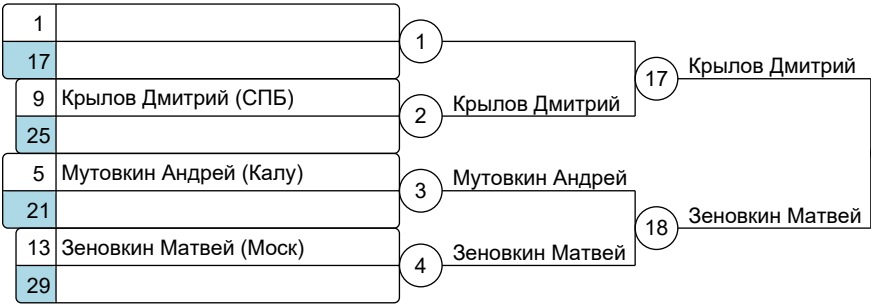 1
17
1
9 Крылов Дмитрий (СПБ)
25
2
Крылов Дмитрий
17
Крылов Дмитрий
5 Мутовкин Андрей (Калу)
21
3
Мутовкин Андрей
13 Зеновкин Матвей (Моск)
29
4
Зеновкин Матвей
18
Зеновкин Матвей